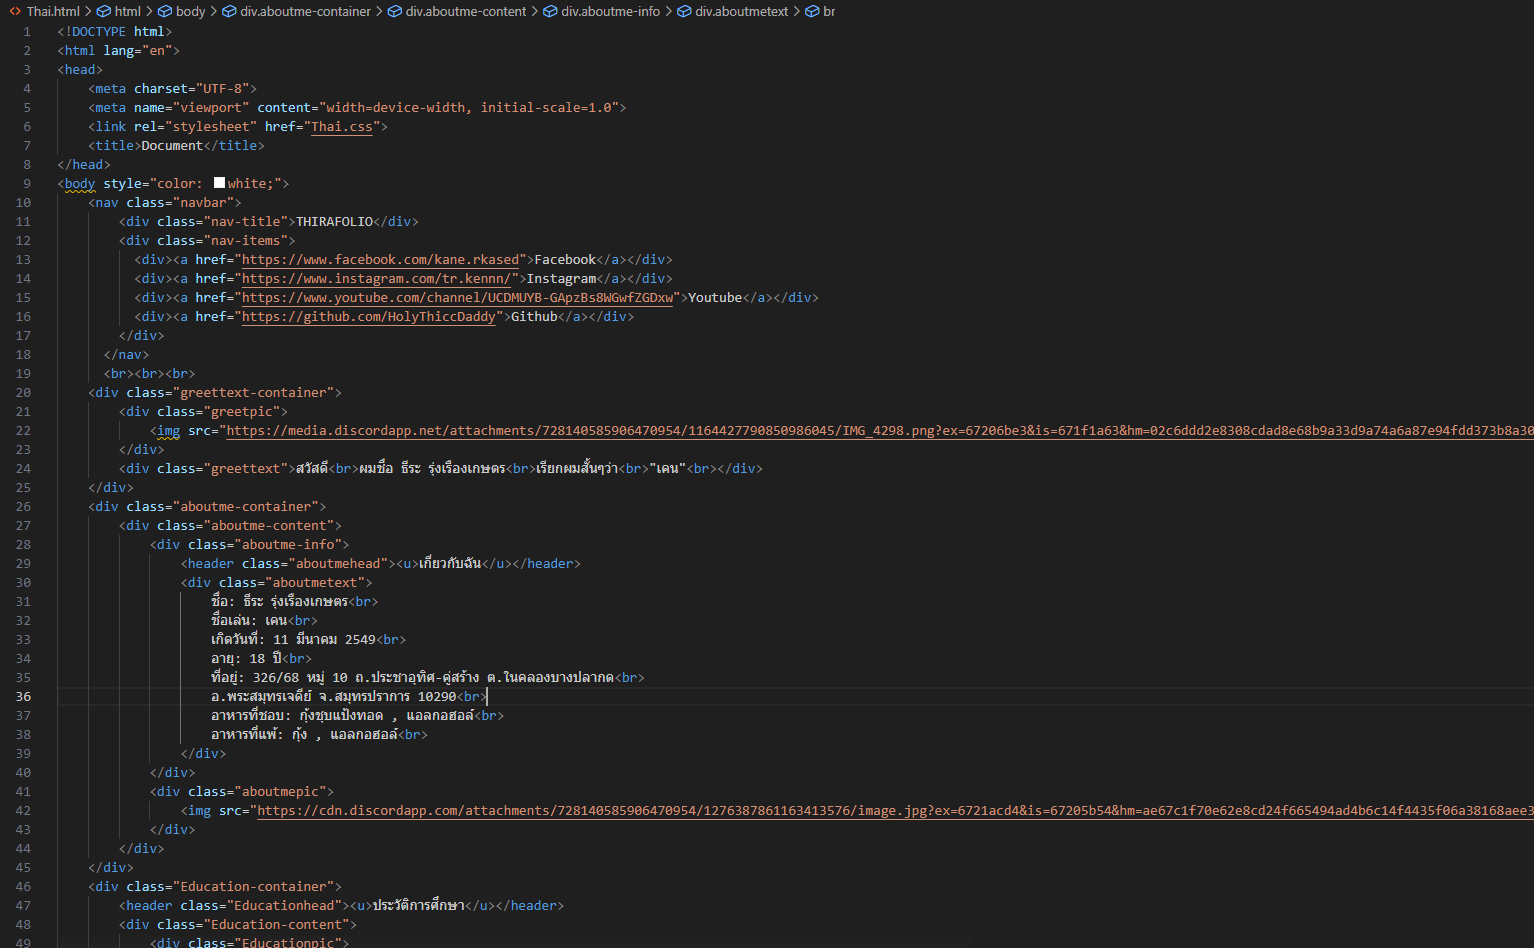 Thai.html > html > body > div.aboutme-container > div.aboutme-content > div.aboutme-info > div.aboutmetext > br
1 <!DOCTYPE html>
2 <html lang="en">
3 <head>
4 <meta charset="UTF-8">
5 <meta name="viewport" content="width=device-width, initial-scale=1.0">
6 <link rel="stylesheet" href="Thai.css">
7 <title>Document</title>
8 </head>
9 <body style="color: white;">
10 <nav class="navbar">
11 <div class="nav-title">THIRAFOLIO</div>
12 <div class="nav-items">
13 <div><a href="https://www.facebook.com/kane.rkased">Facebook</a></div>
14 <div><a href="https://www.instagram.com/tr.kennn/">Instagram</a></div>
15 <div><a href="https://www.youtube.com/channel/UCDMUYB-GApzBs8WGwfZGDxw">Youtube</a></div>
16 <div><a href="https://github.com/HolyThiccDaddy">Github</a></div>
17 </div>
18 </nav>
19 <br><br><br>
20 <div class="greettext-container">
21 <div class="greetpic">
22 <img src="https://media.discordapp.net/attachments/728140585906470954/1164427790850986045/IMG_4298.png?ex=67206be3&is=671f1a63&hm=02c6ddd2e8308cdad8e68b9a33d9a74a6a87e94fdd373b8a30
23 </div>
24 <div class="greettext">สวัสดี<br>ผมชื่อ ธีระ รุ่งเรืองเกษตร<br>เรียกผมสั้นๆว่า<br>"เคน"<br></div>
25 </div>
26 <div class="aboutme-container">
27 <div class="aboutme-content">
28 <div class="aboutme-info">
29 <header class="aboutmehead"><u>เกี่ยวกับฉัน</u></header>
30 <div class="aboutmetext">
31 ชื่อ: ธีระ รุ่งเรืองเกษตร<br>
32 ชื่อเล่น: เคน<br>
33 เกิดวันที่: 11 มีนาคม 2549<br>
34 อายุ: 18 ปี<br>
35 ที่อยู่: 326/68 หมู่ 10 ถ.ประชาอุทิศ-คู่สร้าง ต.ในคลองบางปลากด<br>
36 อ.พระสมุทรเจดีย์ จ.สมุทรปราการ 10290<br>
37 อาหารที่ชอบ: กุ้งชุบแป้งทอด , แอลกอฮอล์<br>
38 อาหารที่แพ้: กุ้ง , แอลกอฮอล์<br>
39 </div>
40 </div>
41 <div class="aboutmepic">
42 <img src="https://cdn.discordapp.com/attachments/728140585906470954/1276387861163413576/image.jpg?ex=6721acd4&is=67205b54&hm=ae67c1f70e62e8cd24f665494ad4b6c14f4435f06a38168aee3
43 </div>
44 </div>
45 </div>
46 <div class="Education-container">
47 <header class="Educationhead"><u>ประวัติการศึกษา</u></header>
48 <div class="Education-content">
49 <div class="Educationpic">